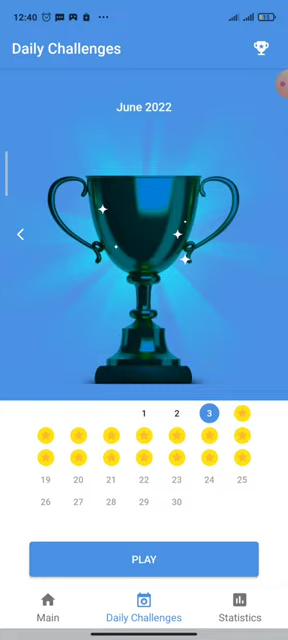 12:40
Daily Challenges
June 2022
1 2 3
19 20 21 22 23 24 25
26 27 28 29 30
PLAY
Main Daily Challenges Statistics